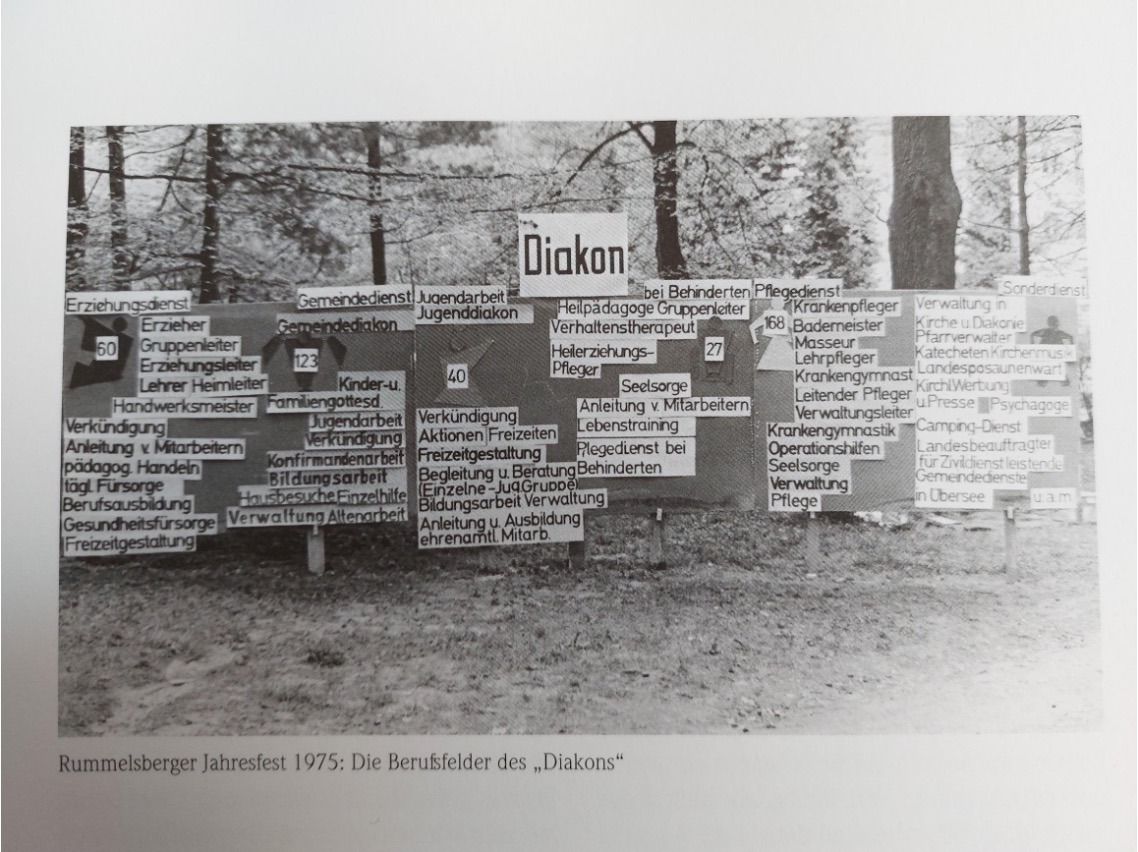 Diakon
Erziehungsdienst
60
Erzieher
Gruppenleiter
Erziehungsleiter
Lehrer Heimleiter
Handwerksmeister
Verkündigung
Anleitung v. Mitarbeitern
pädagog. Handeln
tägl. Fürsorge
Berufsausbildung
Gesundheitsfürsorge
Freizeitgestaltung
Gemeindedienst
Gemeindediakon
123
Kinder-u.
Familiengottesd.
Jugendarbeit
Verkündigung
Konfirmandenarbeit
Bildungsarbeit
Hausbesuche Einzelhilfe
Verwaltung Altenarbeit
Jugendarbeit
Jugenddiakon
40
Verkündigung
Aktionen Freizeiten
Freizeitgestaltung
Begleitung u. Beratung
(Einzelne-Jug.Gruppe)
Bildungsarbeit Verwaltung
Anleitung u. Ausbildung
ehrenamtl. Mitarb.
bei Behinderten
Heilpädagoge Gruppenleiter
Verhaltenstherapeut
27
Heilerziehungs-
Pfleger
Seelsorge
Anleitung v. Mitarbeitern
Lebenstraining
Pflegedienst bei
Behinderten
Pflegedienst
168
Krankenpfleger
Bademeister
Masseur
Lehrpfleger
Krankengymnast
Leitender Pfleger
Verwaltungsleiter
Krankengymnastik
Operationshilfen
Seelsorge
Verwaltung
Pflege
Sonderdienst
Verwaltung in
Kirche u. Diakonie
Pfarrverwalter
Katecheten Kirchenmusik
Landesposaunenwart
Kirchl. Werbung
u. Presse Psychagoge
Camping-Dienst
Landesbeauftragter
für Zivildienstleistende
Gemeindedienste
in Übersee u.a.m
Rummelsberger Jahresfest 1975: Die Berufsfelder des „Diakons“